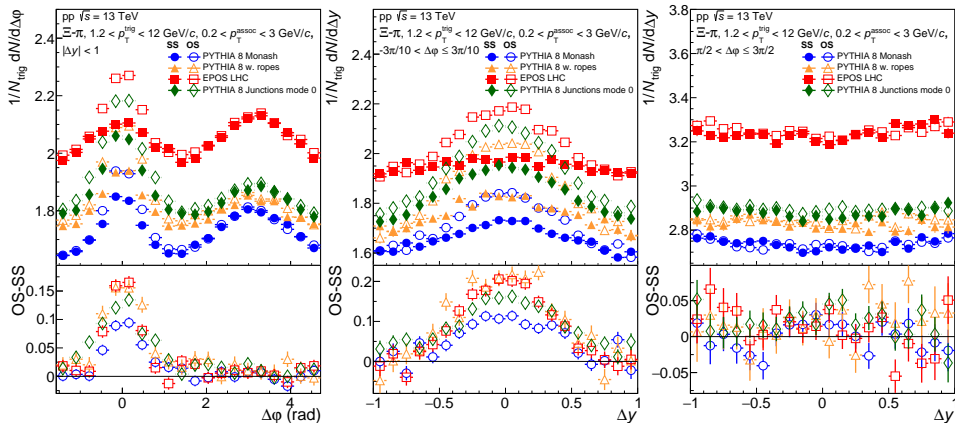 1/N_trig dN/dΔφ
pp √s = 13 TeV
Ξ-π, 1.2 < p_T^trig < 12 GeV/c, 0.2 < p_T^assoc < 3 GeV/c,
|Δy| < 1
SS OS
PYTHIA 8 Monash
PYTHIA 8 w. ropes
EPOS LHC
PYTHIA 8 Junctions mode 0
2.4
2.2
2
1.8
OS-SS
0.15
0.1
0.05
0
0 2 4
Δφ (rad)
1/N_trig dN/dΔy
pp √s = 13 TeV
Ξ-π, 1.2 < p_T^trig < 12 GeV/c, 0.2 < p_T^assoc < 3 GeV/c,
-3π/10 < Δφ ≤ 3π/10
SS OS
PYTHIA 8 Monash
PYTHIA 8 w. ropes
EPOS LHC
PYTHIA 8 Junctions mode 0
2.6
2.4
2.2
2
1.8
1.6
OS-SS
0.2
0.1
0
−1 −0.5 0 0.5 1
Δy
1/N_trig dN/dΔy
pp √s = 13 TeV
Ξ-π, 1.2 < p_T^trig < 12 GeV/c, 0.2 < p_T^assoc < 3 GeV/c,
π/2 < Δφ ≤ 3π/2
SS OS
PYTHIA 8 Monash
PYTHIA 8 w. ropes
EPOS LHC
PYTHIA 8 Junctions mode 0
3.8
3.6
3.4
3.2
3
2.8
OS-SS
0.05
0
−0.05
−1 −0.5 0 0.5 1
Δy